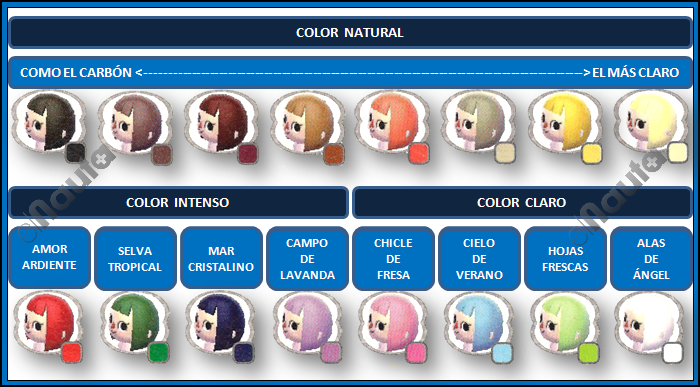 COLOR NATURAL
COMO EL CARBÓN <-----------------------------------------------------------------------------> EL MÁS CLARO
COLOR INTENSO
COLOR CLARO
AMOR
ARDIENTE
SELVA
TROPICAL
MAR
CRISTALINO
CAMPO
DE
LAVANDA
CHICLE
DE
FRESA
CIELO
DE
VERANO
HOJAS
FRESCAS
ALAS
DE
ÁNGEL